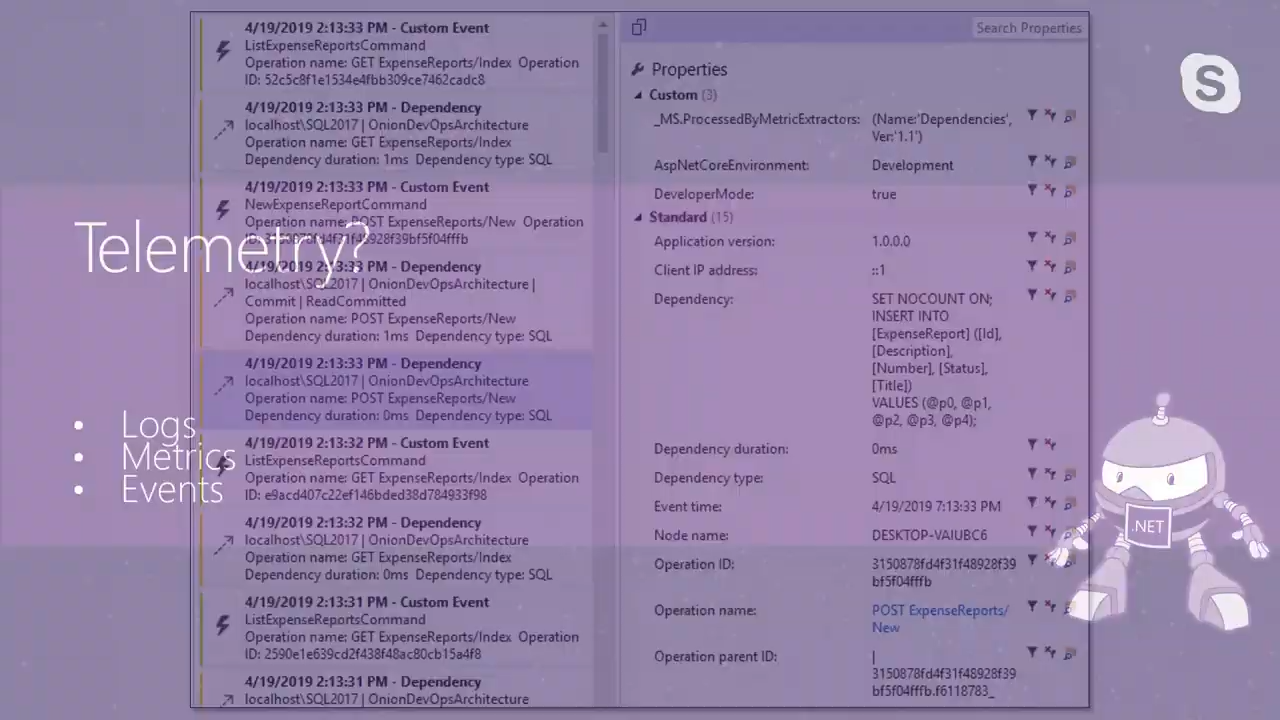 Telemetry?
• Logs
• Metrics
• Events
4/19/2019 2:13:33 PM - Custom Event
ListExpenseReportsCommand
Operation name: GET ExpenseReports/Index Operation
ID: 52c5c8f1e1534e4fbb309ce7462cadc8
4/19/2019 2:13:33 PM - Dependency
localhost\SQL2017 | OnionDevOpsArchitecture
Operation name: GET ExpenseReports/Index
Dependency duration: 1ms Dependency type: SQL
4/19/2019 2:13:33 PM - Custom Event
NewExpenseReportCommand
Operation name: POST ExpenseReports/New Operation
ID: 3150878fd4f31f48928f39bf5f04fffb
4/19/2019 2:13:33 PM - Dependency
localhost\SQL2017 | OnionDevOpsArchitecture |
Commit | ReadCommitted
Operation name: POST ExpenseReports/New
Dependency duration: 1ms Dependency type: SQL
4/19/2019 2:13:33 PM - Dependency
localhost\SQL2017 | OnionDevOpsArchitecture
Operation name: POST ExpenseReports/New
Dependency duration: 0ms Dependency type: SQL
4/19/2019 2:13:32 PM - Custom Event
ListExpenseReportsCommand
Operation name: GET ExpenseReports/Index Operation
ID: e9acd407c22ef146bded38d784933f98
4/19/2019 2:13:32 PM - Dependency
localhost\SQL2017 | OnionDevOpsArchitecture
Operation name: GET ExpenseReports/Index
Dependency duration: 0ms Dependency type: SQL
4/19/2019 2:13:31 PM - Custom Event
ListExpenseReportsCommand
Operation name: GET ExpenseReports/Index Operation
ID: 2590e1e639cd2f438f48ac80cb15a4f8
4/19/2019 2:13:31 PM - Dependency
localhost\SQL2017 | OnionDevOpsArchitecture
Search Properties
Properties
Custom (3)
_MS.ProcessedByMetricExtractors: (Name:'Dependencies',
Ver:'1.1')
AspNetCoreEnvironment: Development
DeveloperMode: true
Standard (15)
Application version: 1.0.0.0
Client IP address: ::1
Dependency: SET NOCOUNT ON;
INSERT INTO
[ExpenseReport] ([Id],
[Description],
[Number], [Status],
[Title])
VALUES (@p0, @p1,
@p2, @p3, @p4);
Dependency duration: 0ms
Dependency type: SQL
Event time: 4/19/2019 7:13:33 PM
Node name: DESKTOP-VAIUBC6
Operation ID: 3150878fd4f31f48928f39
bf5f04fffb
Operation name: POST ExpenseReports/
New
Operation parent ID: |
3150878fd4f31f48928f39
bf5f04fffb.f6118783_
S
.NET